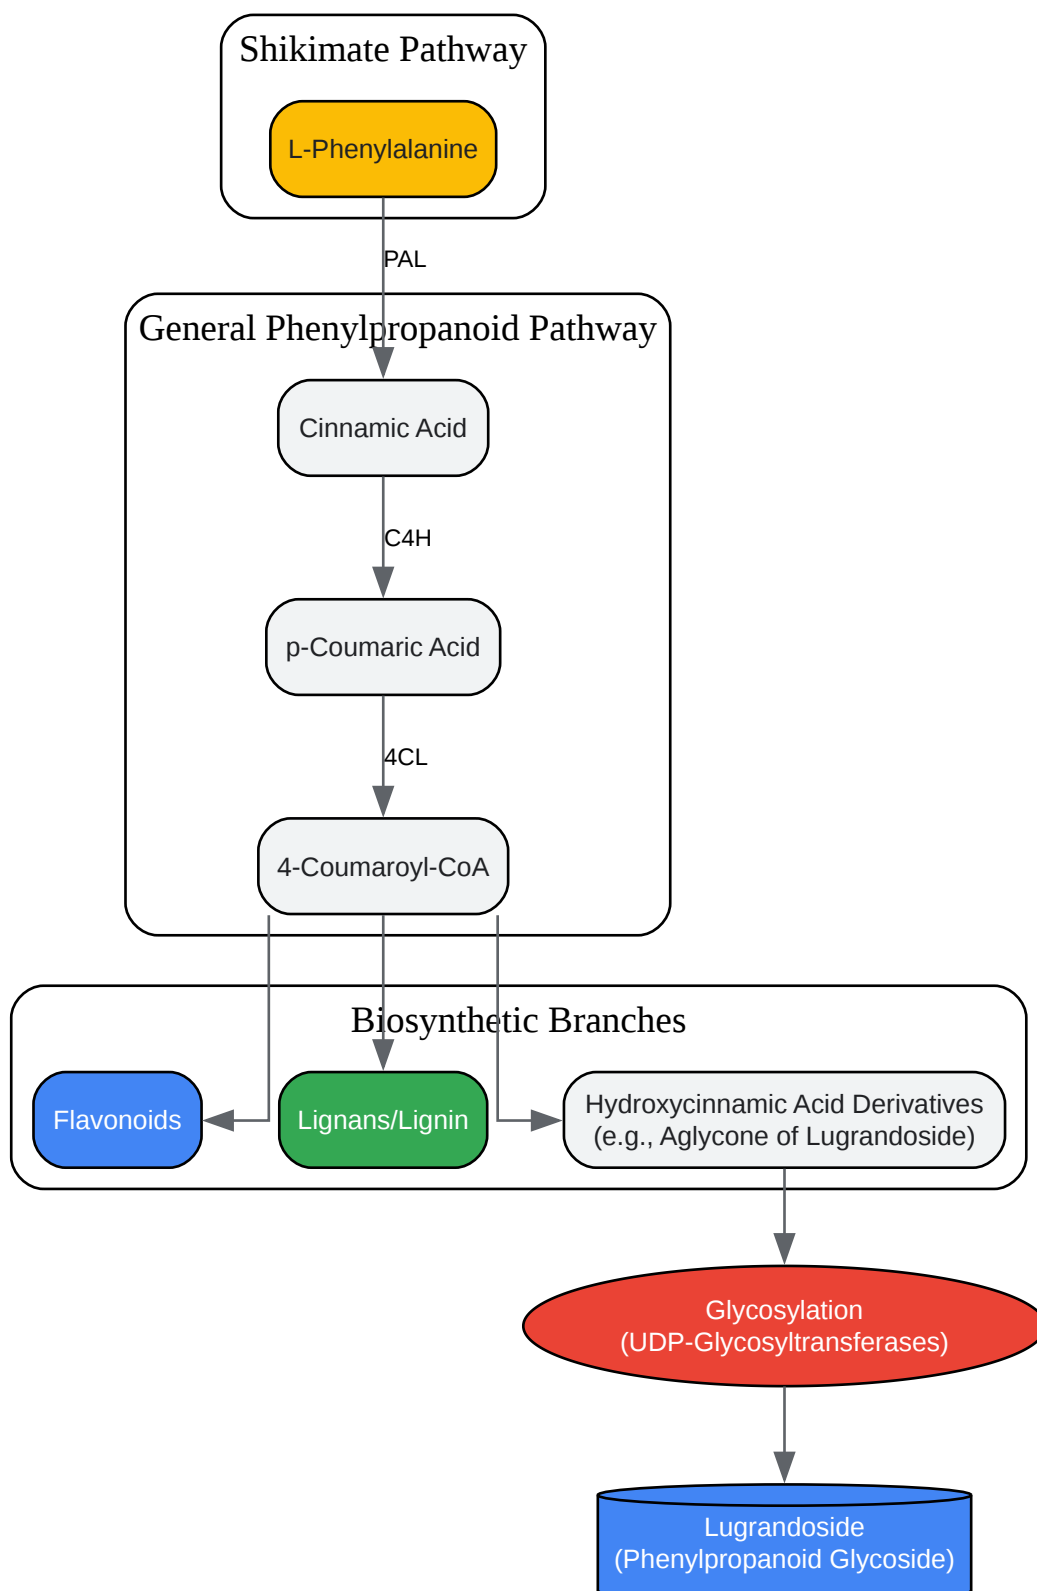 Shikimate Pathway
L-Phenylalanine
PAL
General Phenylpropanoid Pathway
Cinnamic Acid
C4H
p-Coumaric Acid
4CL
4-Coumaroyl-CoA
Biosynthetic Branches
Flavonoids
Lignans/Lignin
Hydroxycinnamic Acid Derivatives
(e.g., Aglycone of Lugrandoside)
Glycosylation
(UDP-Glycosyltransferases)
Lugrandoside
(Phenylpropanoid Glycoside)